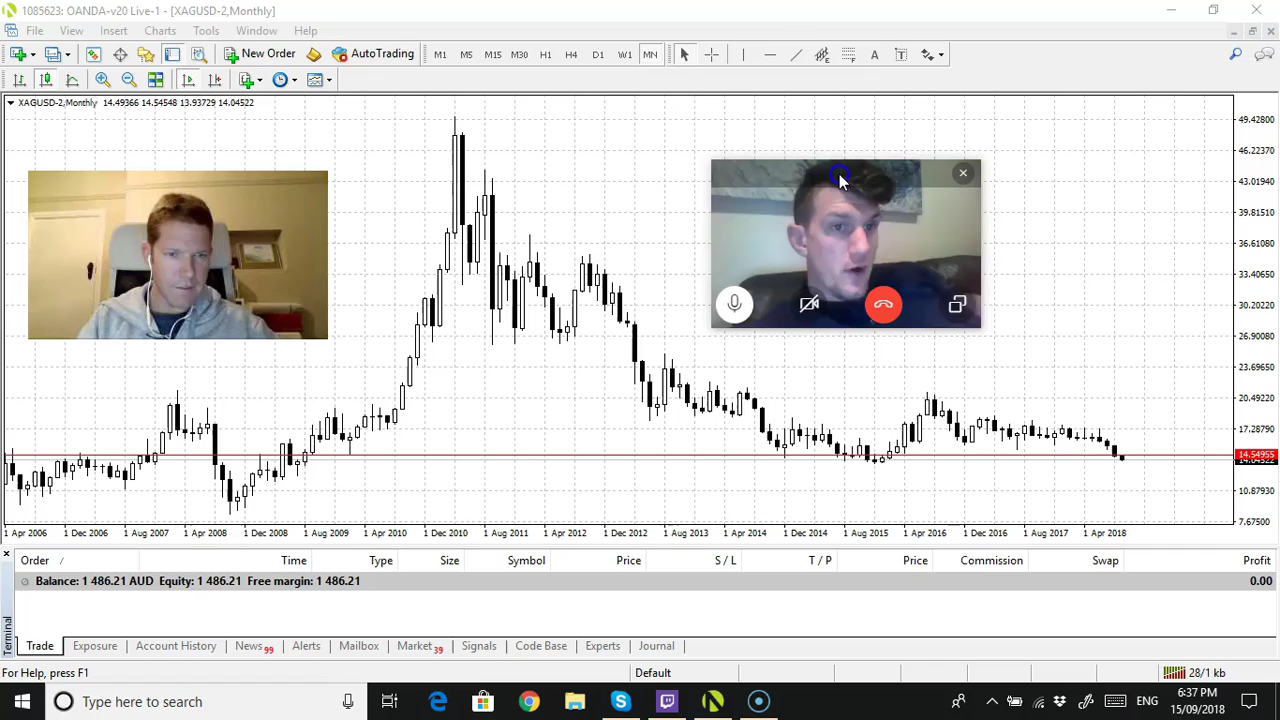 1085623: OANDA-v20 Live-1 - [XAGUSD-2,Monthly]
File View Insert Charts Tools Window Help
New Order AutoTrading M1 M5 M15 M30 H1 H4 D1 W1 MN A T
XAGUSD-2,Monthly 14.49366 14.54548 13.93729 14.04522
49.42800
46.22370
43.01940
39.81510
36.61080
33.40650
30.20220
26.99080
23.69650
20.49220
17.28790
14.54955
10.87930
7.67500
1 Apr 2006 1 Dec 2006 1 Aug 2007 1 Apr 2008 1 Dec 2008 1 Aug 2009 1 Apr 2010 1 Dec 2010 1 Aug 2011 1 Apr 2012 1 Dec 2012 1 Aug 2013 1 Apr 2014 1 Dec 2014 1 Aug 2015 1 Apr 2016 1 Dec 2016 1 Aug 2017 1 Apr 2018
Order / Time Type Size Symbol Price S / L T / P Price Commission Swap Profit
Balance: 1 486.21 AUD Equity: 1 486.21 Free margin: 1 486.21 0.00
Terminal
Trade Exposure Account History News 99 Alerts Mailbox Market 39 Signals Code Base Experts Journal
For Help, press F1 Default 28/1 kb
Type here to search ENG 6:37 PM
15/09/2018